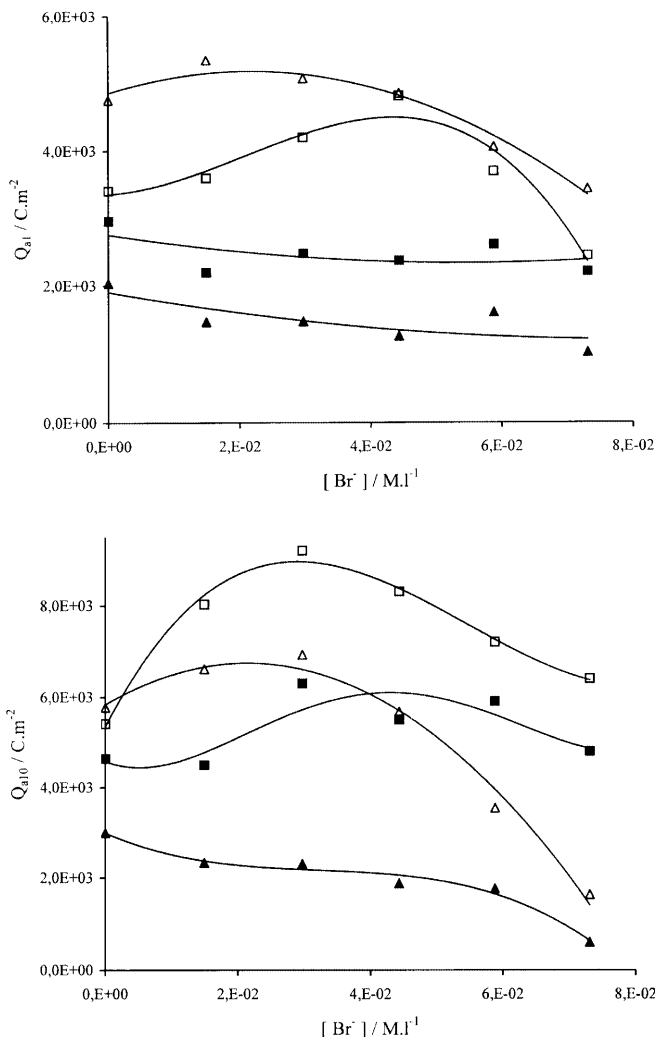 6,0E+03
4,0E+03
2,0E+03
0,0E+00
Qa1 / C.m-2
0,E+00 2,E-02 4,E-02 6,E-02 8,E-02
[ Br- ] / M.l-1
8,0E+03
6,0E+03
4,0E+03
2,0E+03
0,0E+00
Qa10 / C.m-2
0,E+00 2,E-02 4,E-02 6,E-02 8,E-02
[ Br- ] / M.l-1